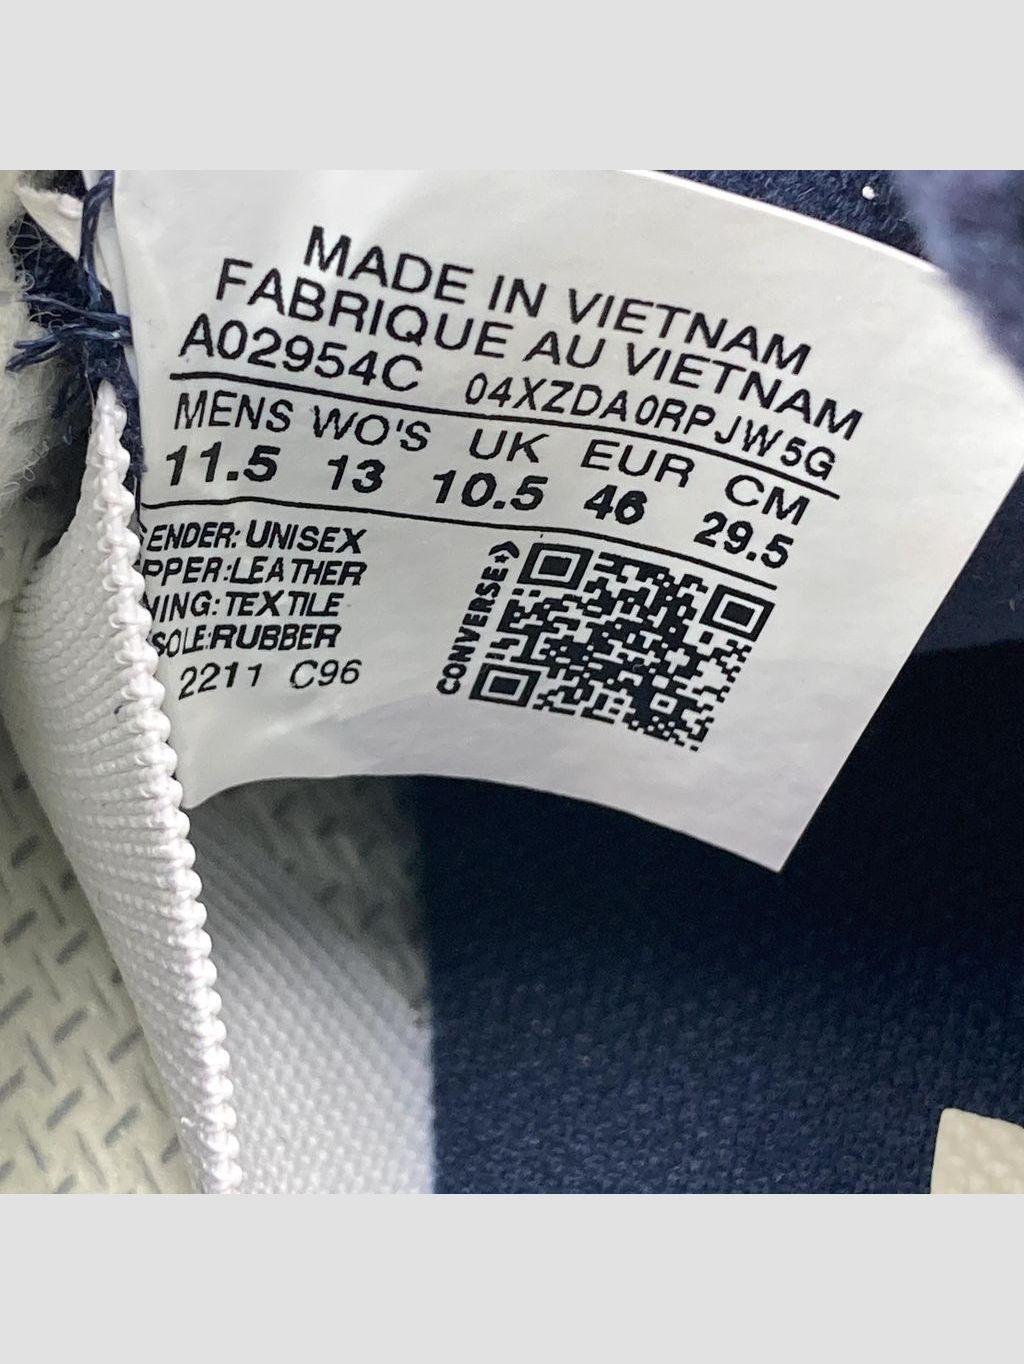 MADE IN VIETNAM
FABRIQUE AU VIETNAM
A02954C 04XZDA0RPJW5G
MENS WO'S UK EUR CM
11.5 13 10.5 46 29.5
ENDER: UNISEX
PPER:LEATHER
NING: TEXTILE
SOLE:RUBBER
2211 C96
CONVERSE